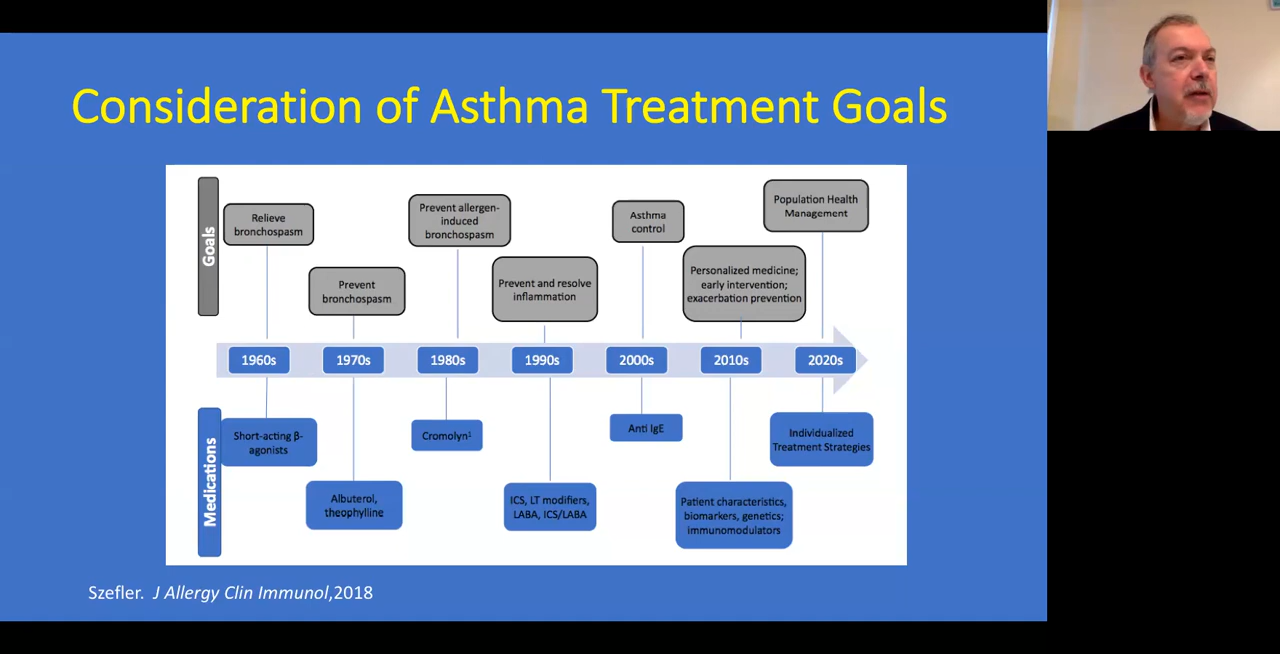 Consideration of Asthma Treatment Goals
Goals
Relieve
bronchospasm
Prevent
bronchospasm
Prevent allergen-
induced
bronchospasm
Prevent and resolve
inflammation
Asthma
control
Personalized medicine;
early intervention;
exacerbation prevention
Population Health
Management
1960s
1970s
1980s
1990s
2000s
2010s
2020s
Medications
Short-acting β-
agonists
Albuterol,
theophylline
Cromolyn¹
ICS, LT modifiers,
LABA, ICS/LABA
Anti IgE
Patient characteristics,
biomarkers, genetics;
immunomodulators
Individualized
Treatment Strategies
Szefler. J Allergy Clin Immunol,2018